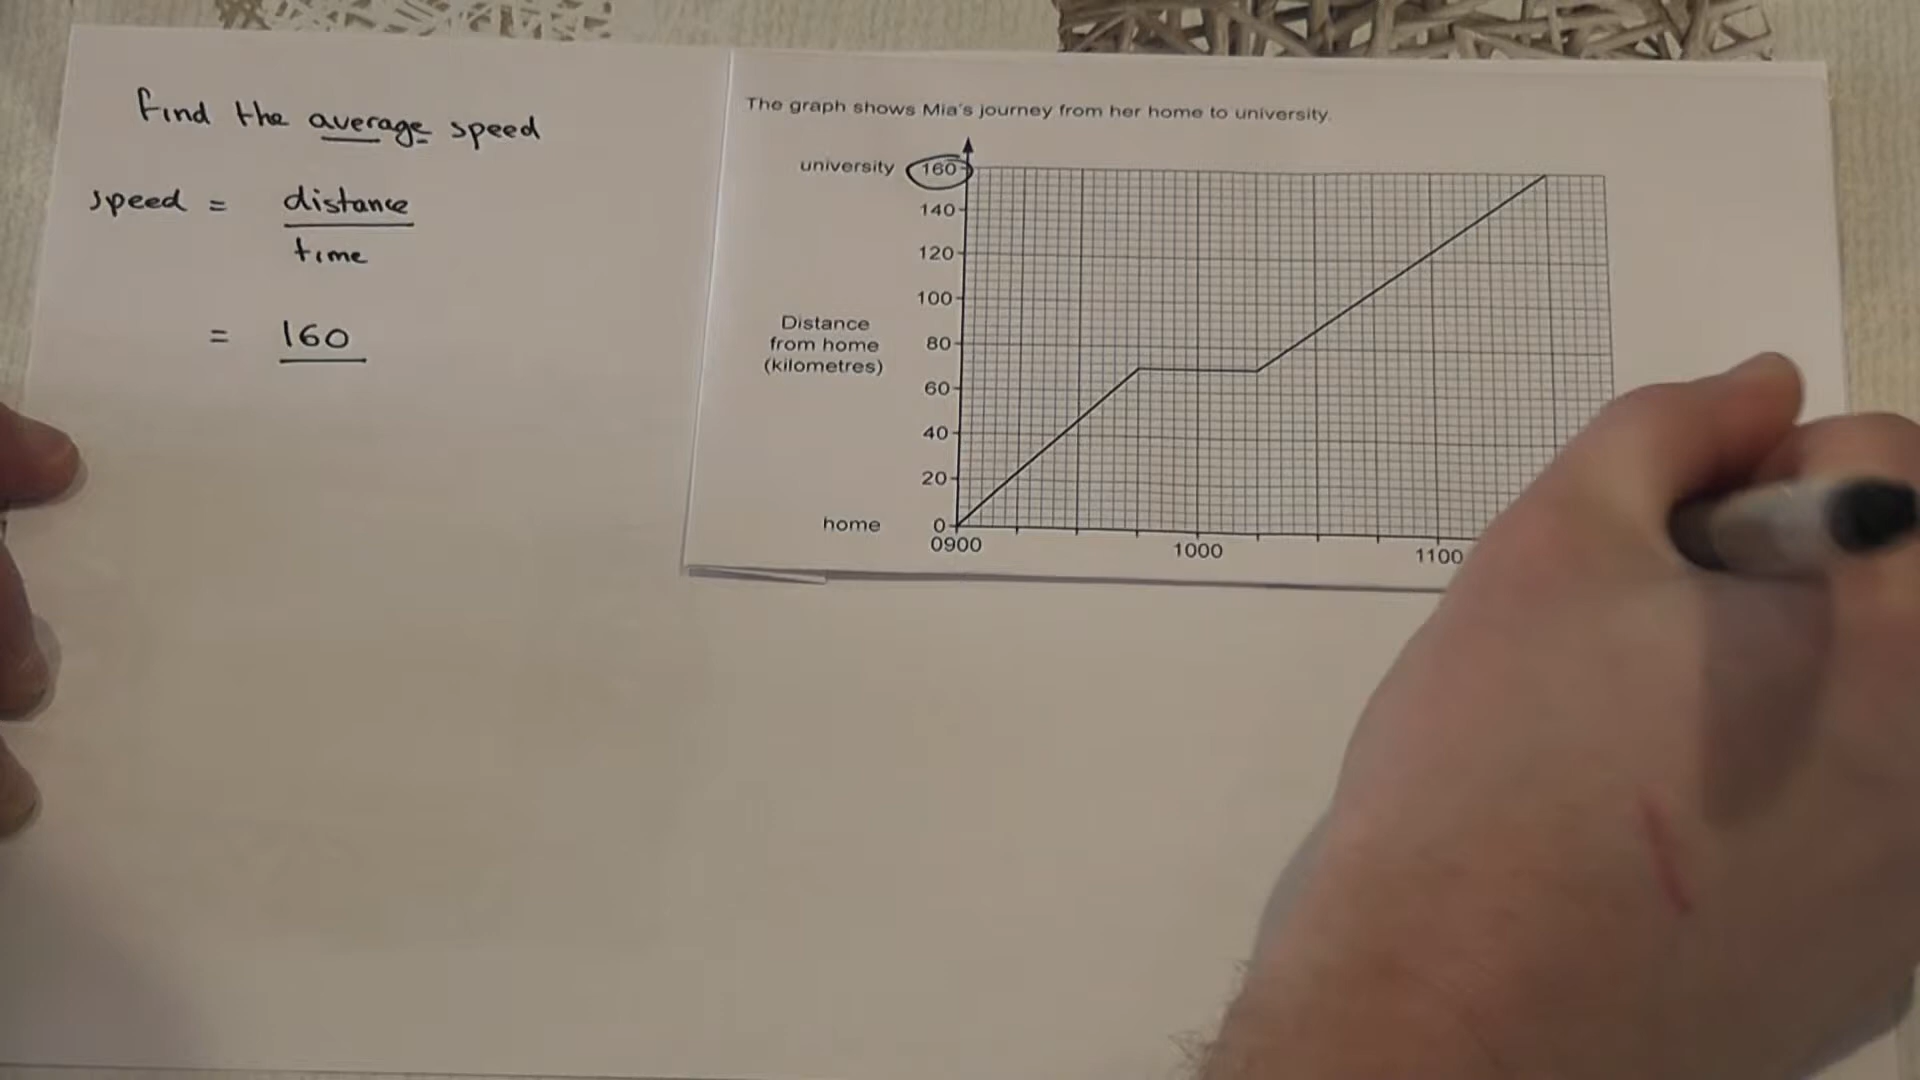 find the average speed
speed = distance
time
= 160
The graph shows Mia's journey from her home to university.
university 160
140
120
100
Distance
from home
(kilometres)
80
60
40
20
home 0
0900 1000 1100